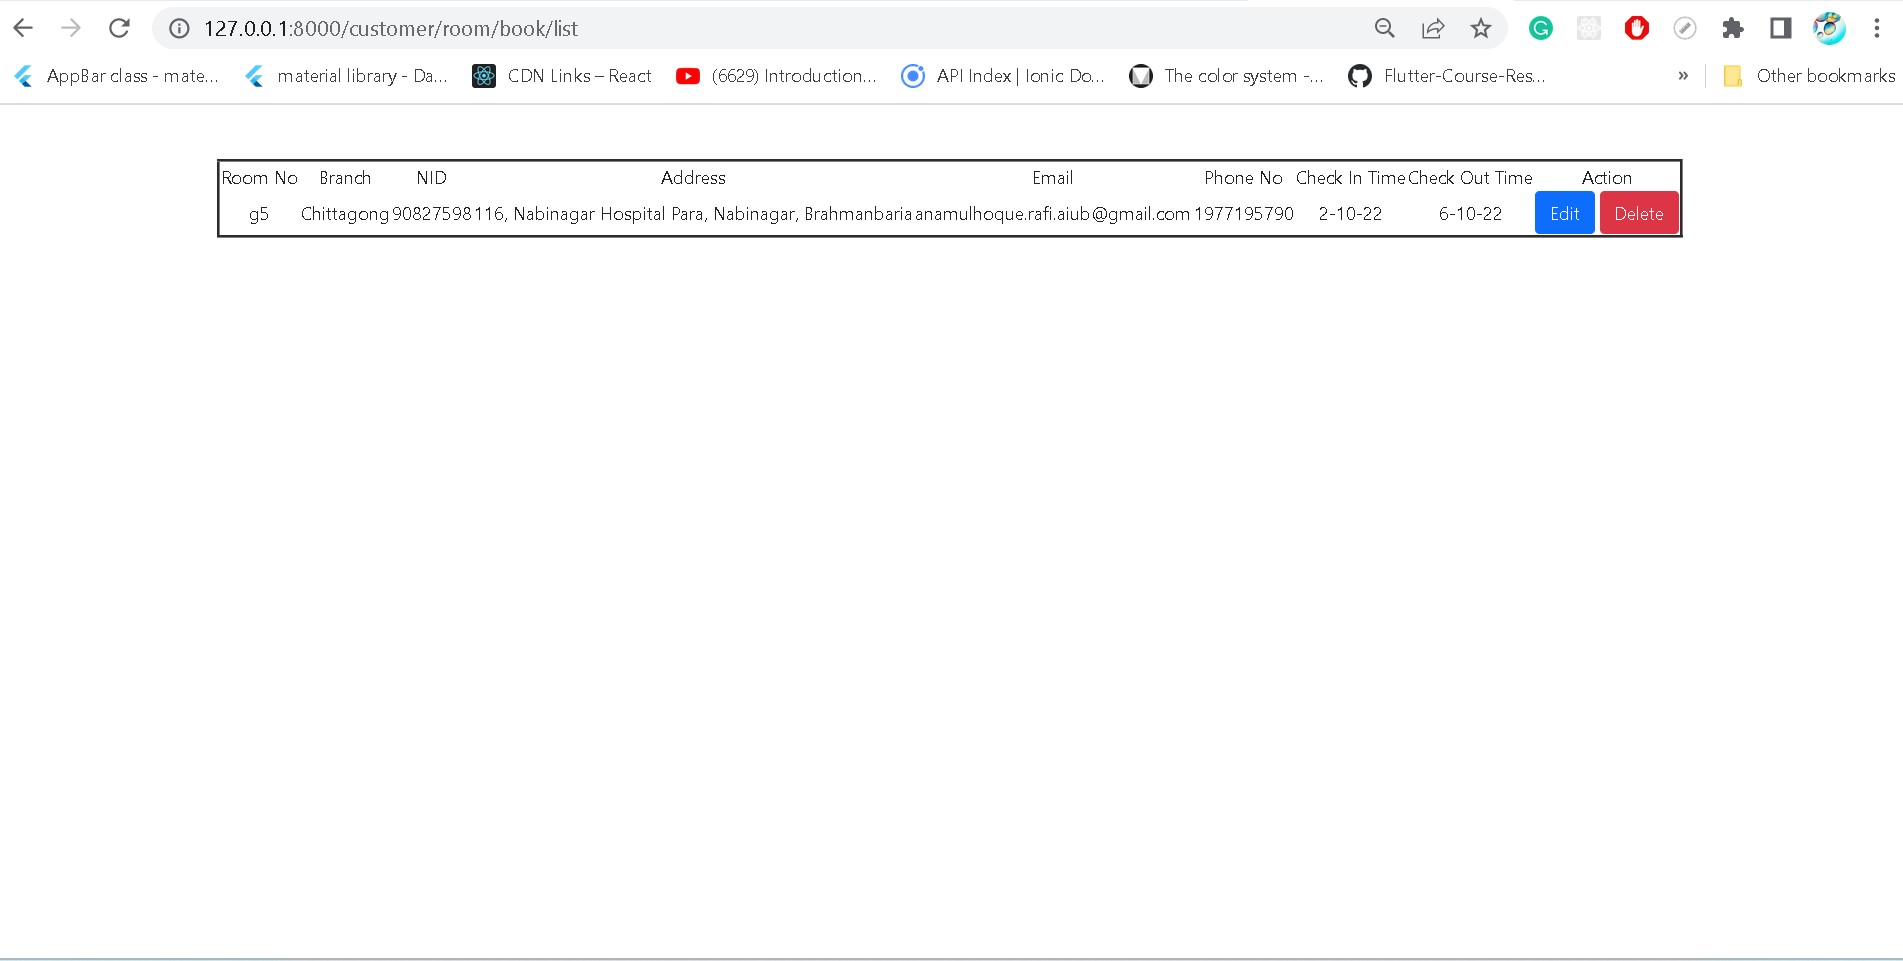 127.0.0.1:8000/customer/room/book/list
AppBar class - mate... material library - Da... CDN Links – React (6629) Introduction... API Index | Ionic Do... The color system -... Flutter-Course-Res... » Other bookmarks
Room No Branch NID Address Email Phone No Check In Time Check Out Time Action
g5 Chittagong 90827598 116, Nabinagar Hospital Para, Nabinagar, Brahmanbaria anamulhoque.rafi.aiub@gmail.com 1977195790 2-10-22 6-10-22 Edit Delete